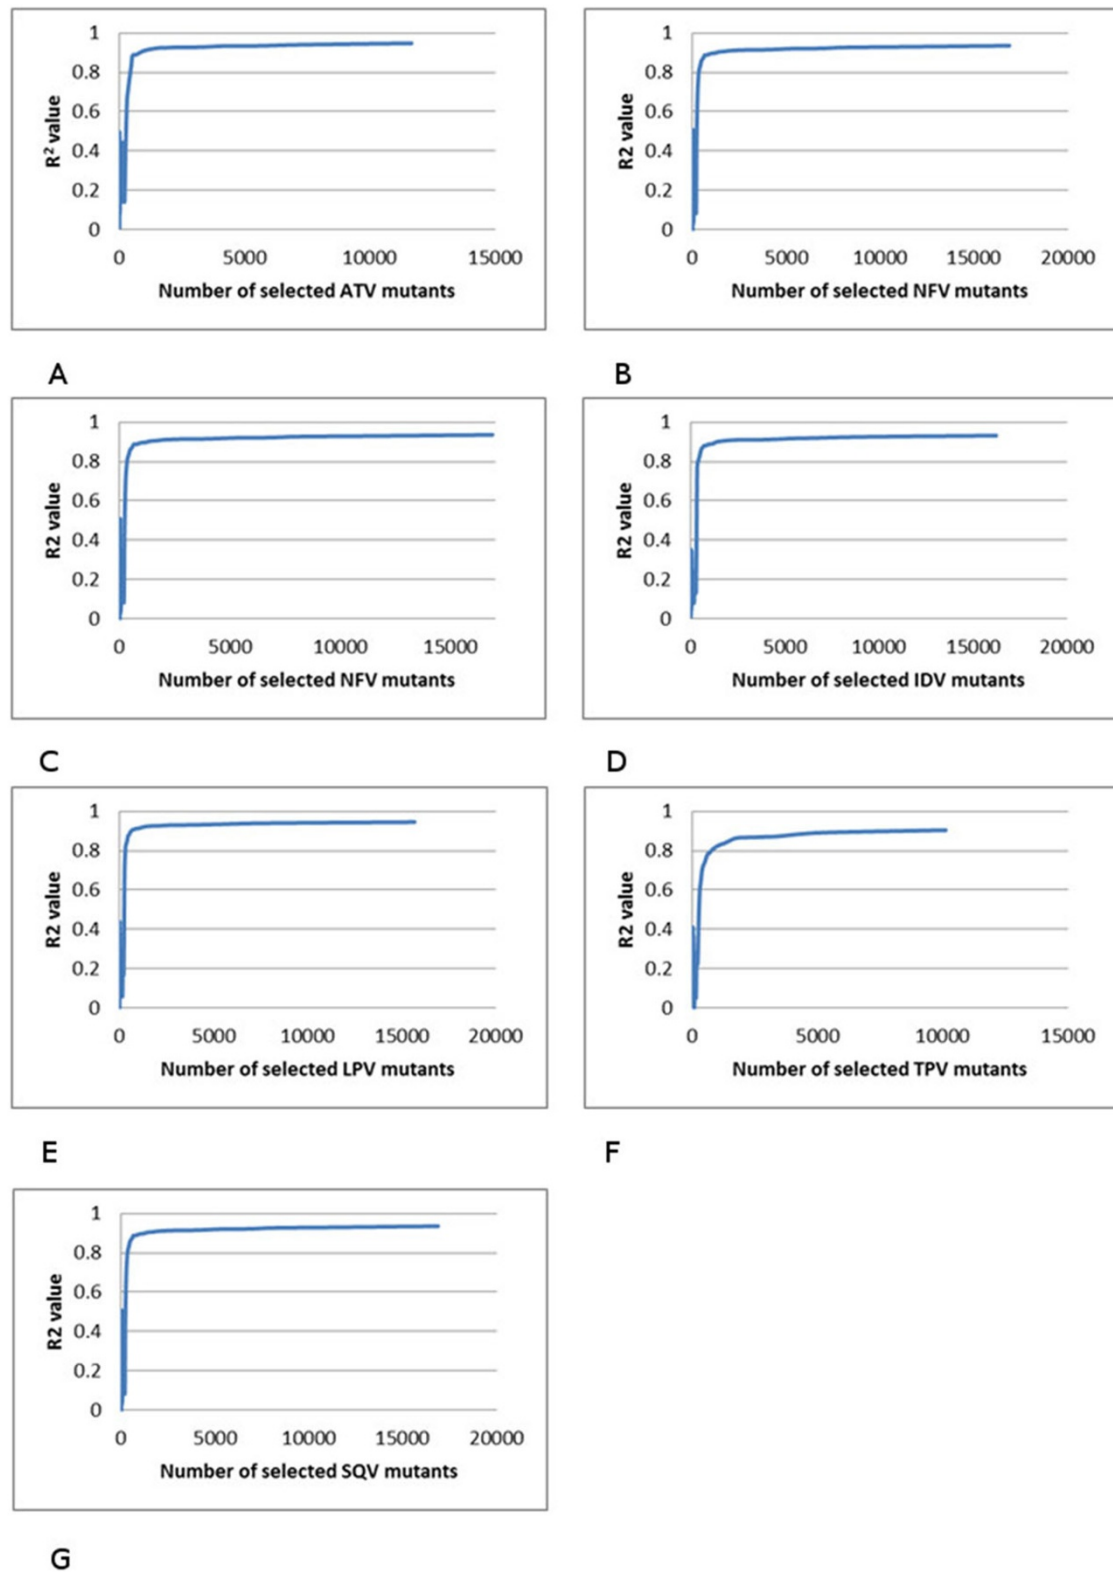 1
0.8
0.6
0.4
0.2
0
R² value
0 5000 10000 15000
Number of selected ATV mutants
A
1
0.8
0.6
0.4
0.2
0
R2 value
0 5000 10000 15000 20000
Number of selected NFV mutants
B
1
0.8
0.6
0.4
0.2
0
R2 value
0 5000 10000 15000
Number of selected NFV mutants
C
1
0.8
0.6
0.4
0.2
0
R2 value
0 5000 10000 15000 20000
Number of selected IDV mutants
D
1
0.8
0.6
0.4
0.2
0
R2 value
0 5000 10000 15000 20000
Number of selected LPV mutants
E
1
0.8
0.6
0.4
0.2
0
R2 value
0 5000 10000 15000
Number of selected TPV mutants
F
1
0.8
0.6
0.4
0.2
0
R2 value
0 5000 10000 15000 20000
Number of selected SQV mutants
G